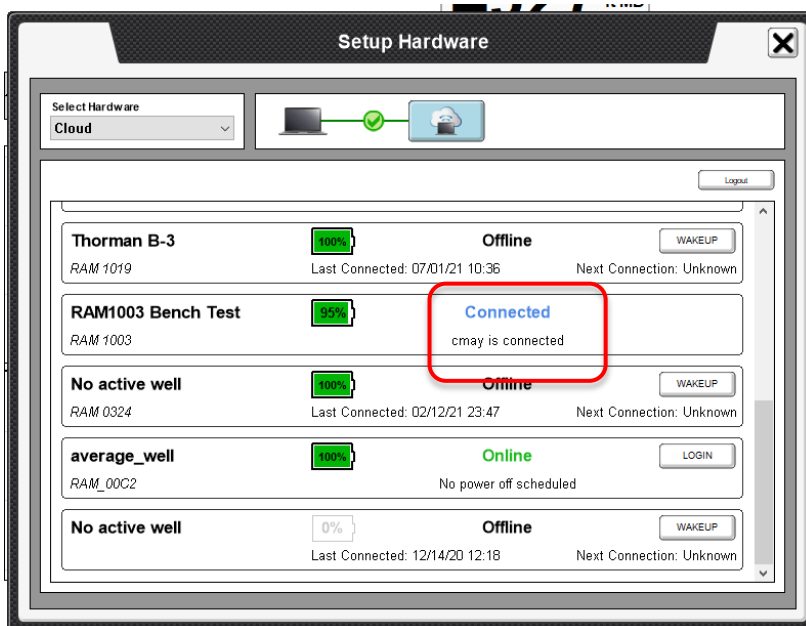 Setup Hardware
Select Hardware
Cloud
Logout
Thorman B-3 100% Offline WAKEUP
RAM 1019 Last Connected: 07/01/21 10:36 Next Connection: Unknown
RAM1003 Bench Test 95% Connected
RAM 1003 cmay is connected
No active well 100% Offline WAKEUP
RAM 0324 Last Connected: 02/12/21 23:47 Next Connection: Unknown
average_well 100% Online LOGIN
RAM_00C2 No power off scheduled
No active well 0% Offline WAKEUP
Last Connected: 12/14/20 12:18 Next Connection: Unknown